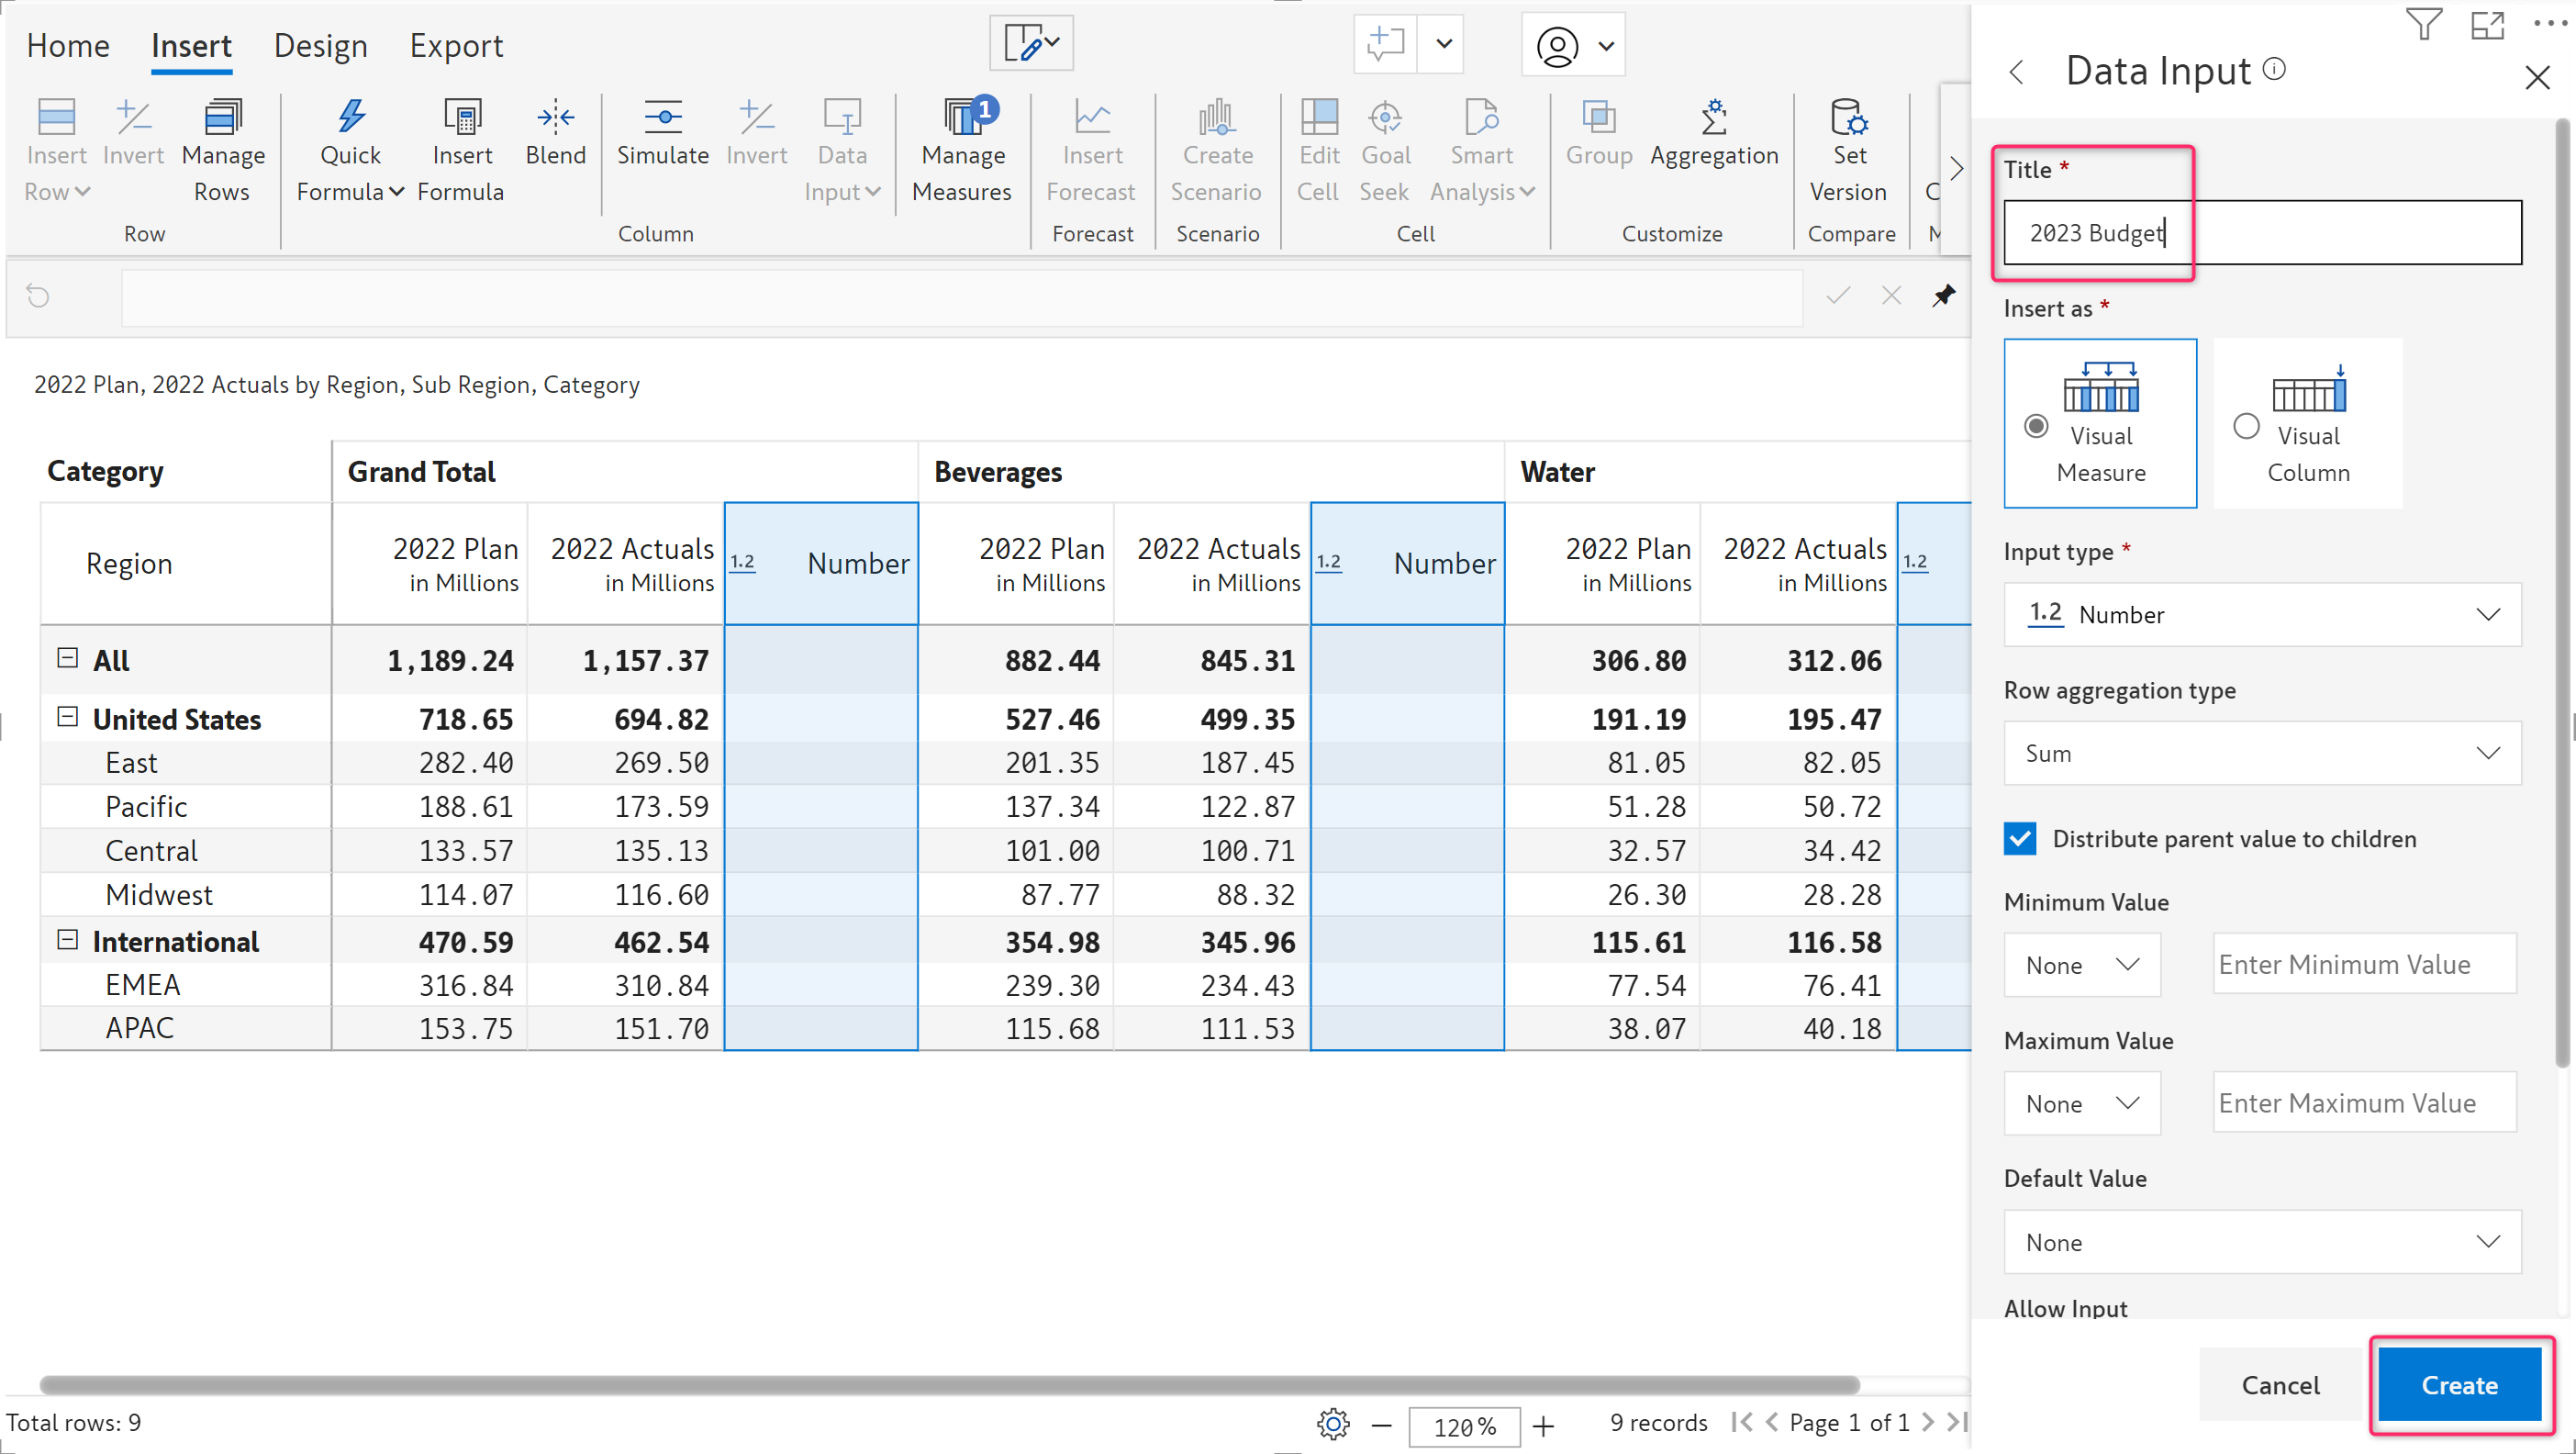 Home Insert Design Export
Insert Row
Invert
Manage Rows
Row
Quick Formula
Insert Formula
Blend
Simulate
Invert
Data Input
Column
1
Manage Measures
Insert Forecast
Forecast
Create Scenario
Scenario
Edit Cell
Goal Seek
Smart Analysis
Cell
Group
Aggregation
Customize
Set Version
Compare
2022 Plan, 2022 Actuals by Region, Sub Region, Category
Category Grand Total Beverages Water
Region 2022 Plan in Millions 2022 Actuals in Millions 1.2 Number 2022 Plan in Millions 2022 Actuals in Millions 1.2 Number 2022 Plan in Millions 2022 Actuals in Millions 1.2
All 1,189.24 1,157.37 882.44 845.31 306.80 312.06
United States 718.65 694.82 527.46 499.35 191.19 195.47
East 282.40 269.50 201.35 187.45 81.05 82.05
Pacific 188.61 173.59 137.34 122.87 51.28 50.72
Central 133.57 135.13 101.00 100.71 32.57 34.42
Midwest 114.07 116.60 87.77 88.32 26.30 28.28
International 470.59 462.54 354.98 345.96 115.61 116.58
EMEA 316.84 310.84 239.30 234.43 77.54 76.41
APAC 153.75 151.70 115.68 111.53 38.07 40.18
Total rows: 9
120%
9 records
Page 1 of 1
Data Input
Title *
2023 Budget
Insert as *
Visual Measure
Visual Column
Input type *
1.2 Number
Row aggregation type
Sum
Distribute parent value to children
Minimum Value
None Enter Minimum Value
Maximum Value
None Enter Maximum Value
Default Value
None
Allow Input
Cancel Create